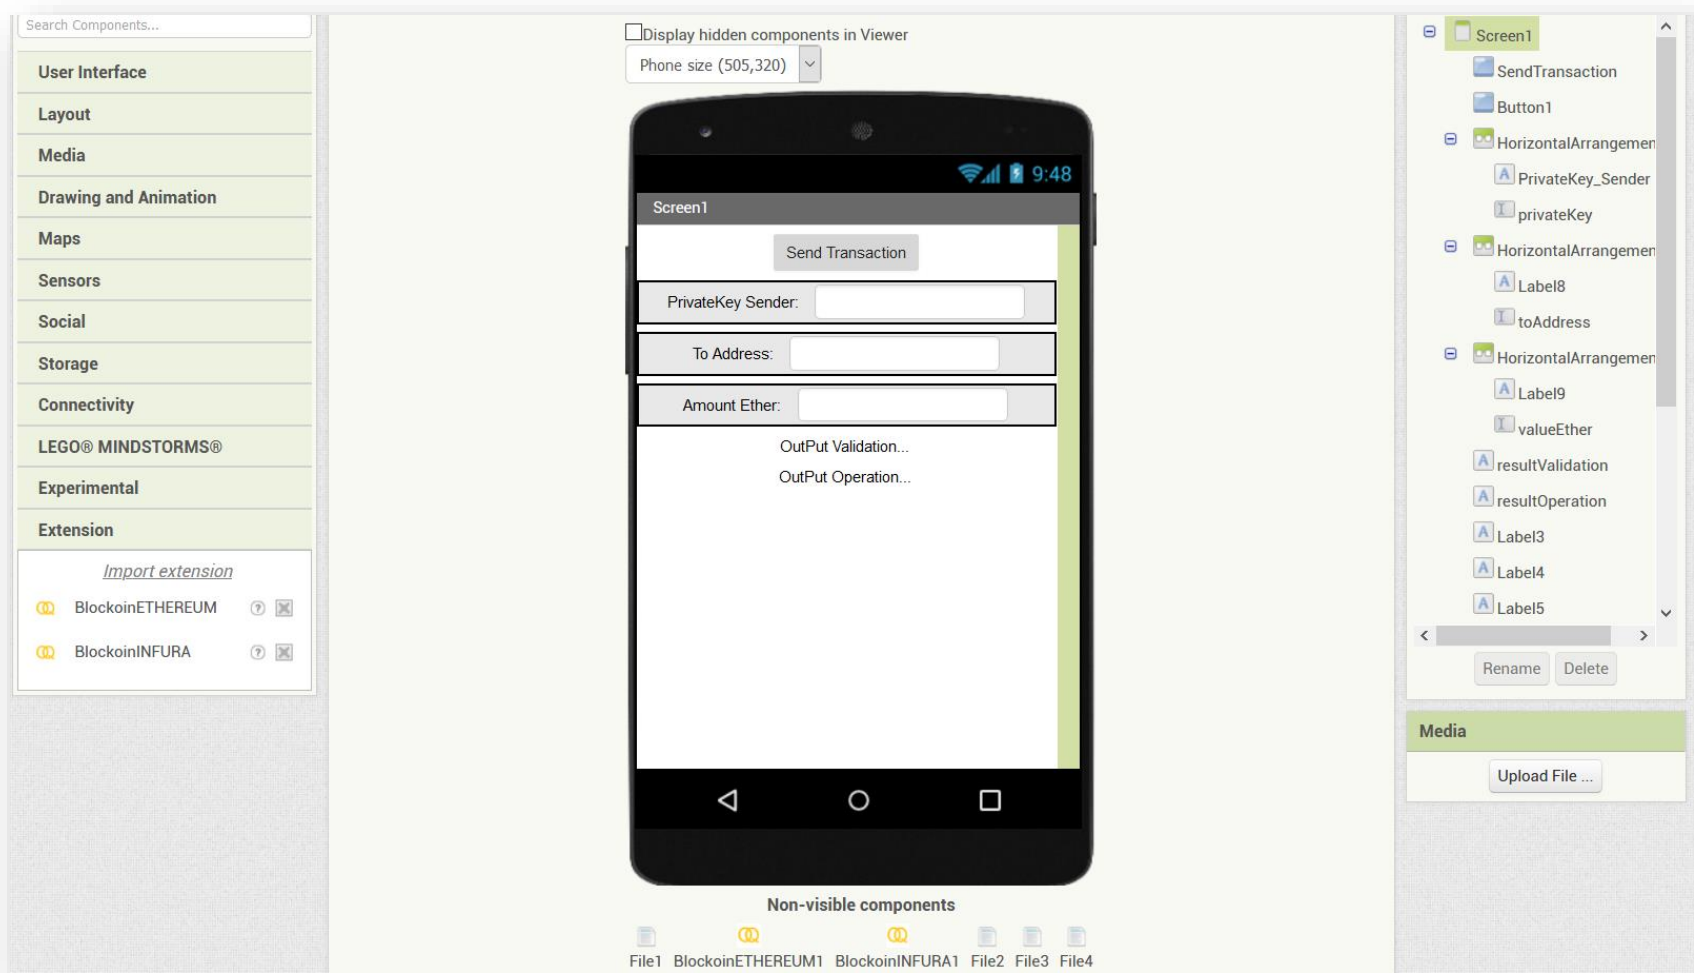 Search Components...
User Interface
Layout
Media
Drawing and Animation
Maps
Sensors
Social
Storage
Connectivity
LEGO® MINDSTORMS®
Experimental
Extension
Import extension
BlockoinETHEREUM ?
BlockoinINFURA ?
Display hidden components in Viewer
Phone size (505,320)
9:48
Screen1
Send Transaction
PrivateKey Sender:
To Address:
Amount Ether:
OutPut Validation...
OutPut Operation...
Non-visible components
File1 BlockoinETHEREUM1 BlockoinINFURA1 File2 File3 File4
Screen1
SendTransaction
Button1
HorizontalArrangemen
A PrivateKey_Sender
privateKey
HorizontalArrangemen
A Label8
toAddress
HorizontalArrangemen
A Label9
valueEther
A resultValidation
A resultOperation
A Label3
A Label4
A Label5
Rename Delete
Media
Upload File ...